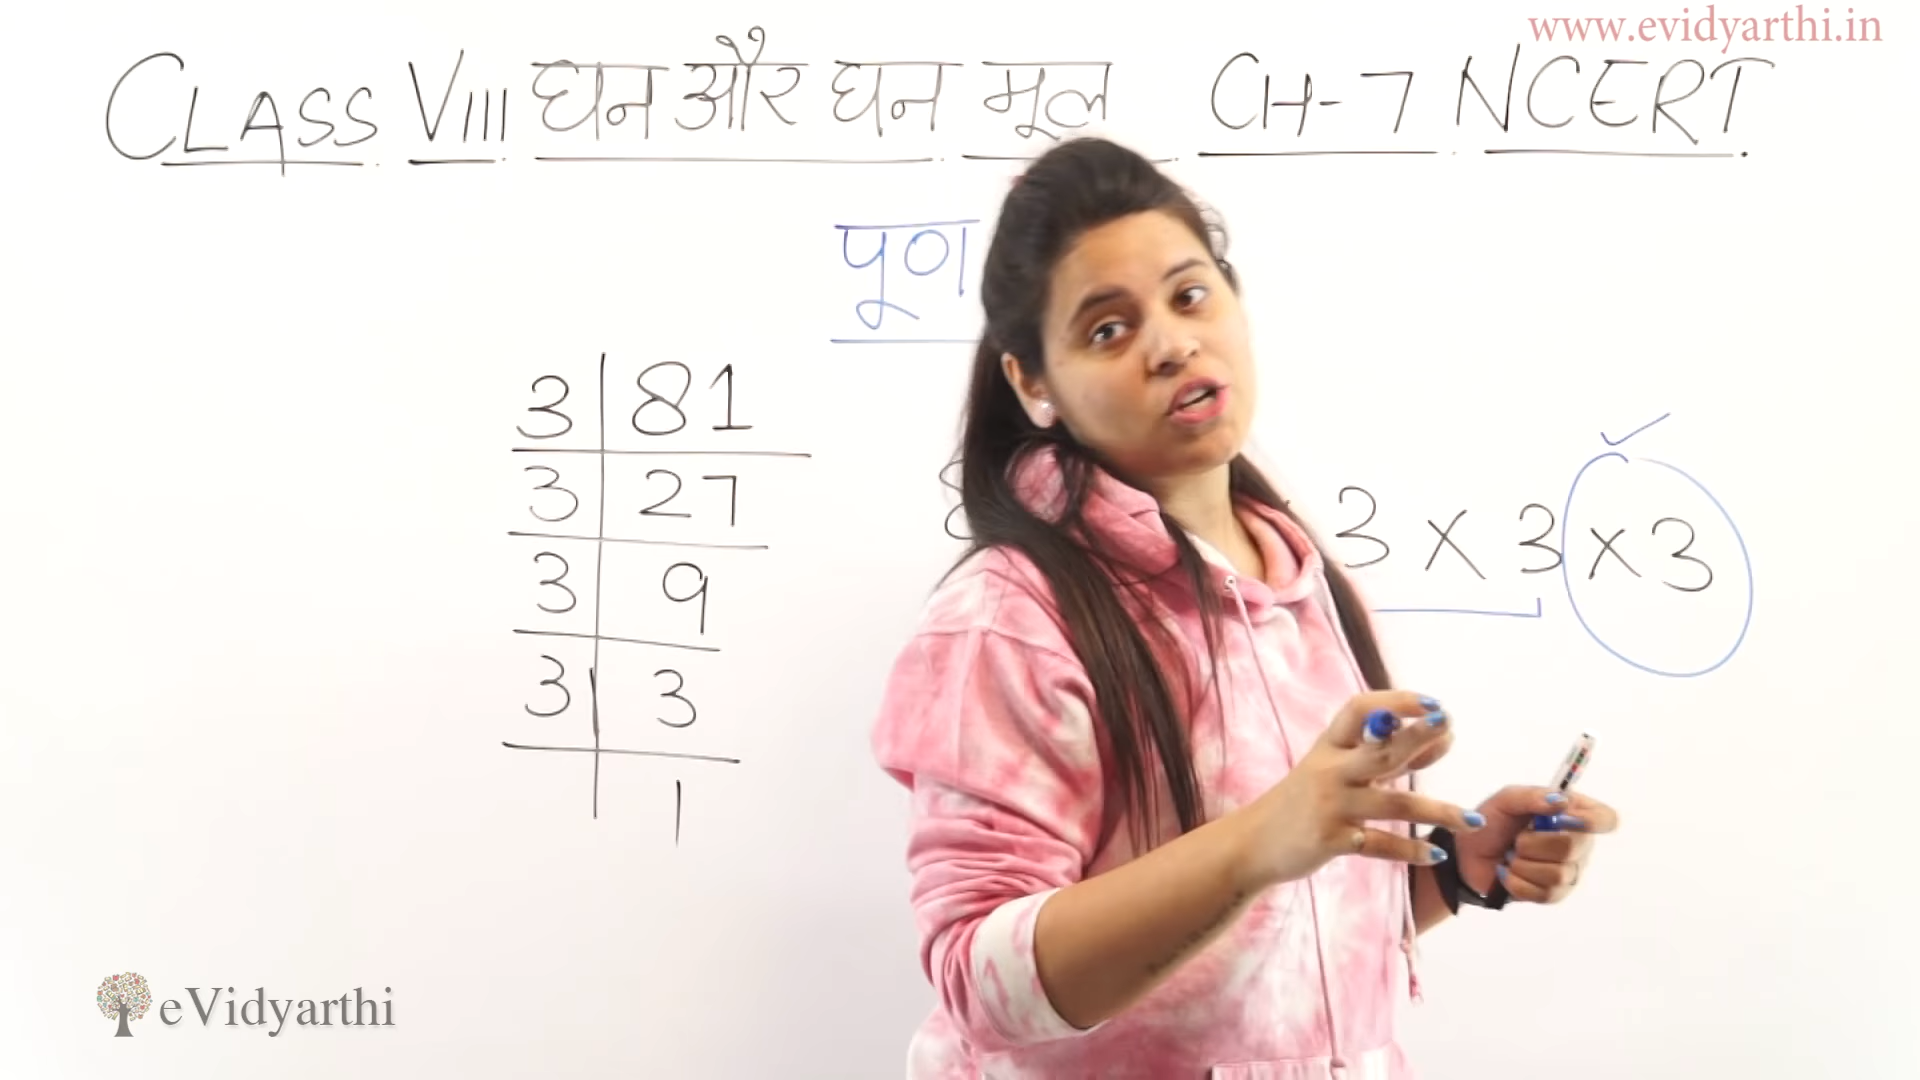 www.evidyarthi.in
CLASS VIII घन और घन मूल CH-7 NCERT
3 | 81
3 | 27
3 | 9
3 | 3
1
3 × 3 × 3
eVidyarthi